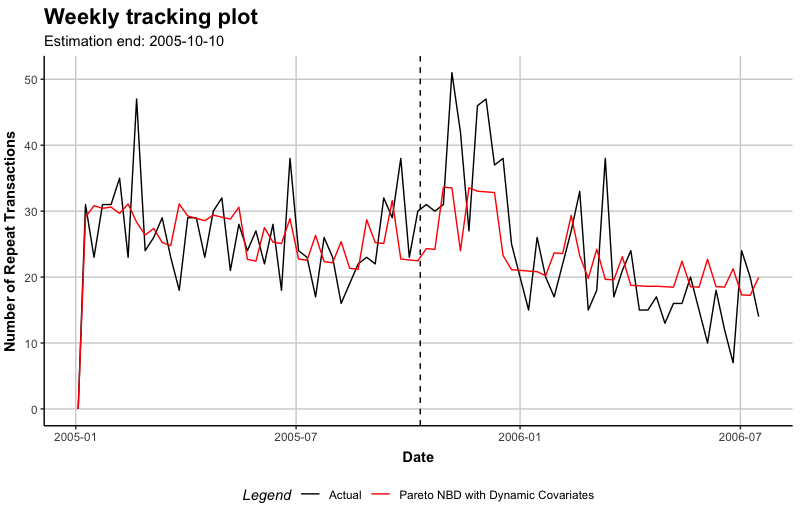 Weekly tracking plot
Estimation end: 2005-10-10
Number of Repeat Transactions
50
40
30
20
10
0
2005-01 2005-07 2006-01 2006-07
Date
Legend Actual Pareto NBD with Dynamic Covariates